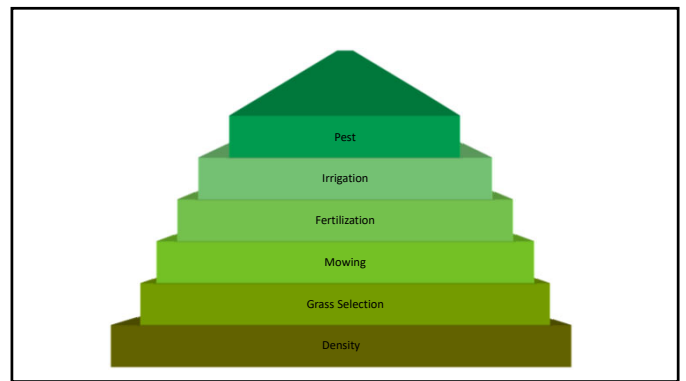 Pest
Irrigation
Fertilization
Mowing
Grass Selection
Density